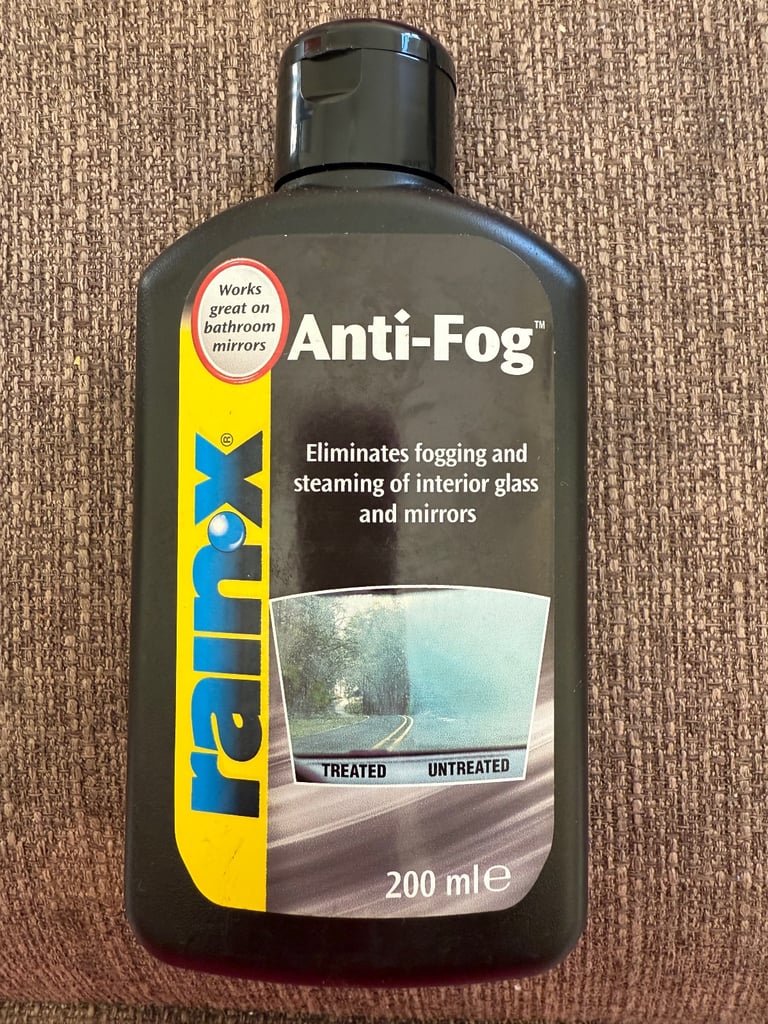 Works
great on
bathroom
mirrors
Anti-Fog™
rain·x®
Eliminates fogging and
steaming of interior glass
and mirrors
TREATED UNTREATED
200 ml ℮